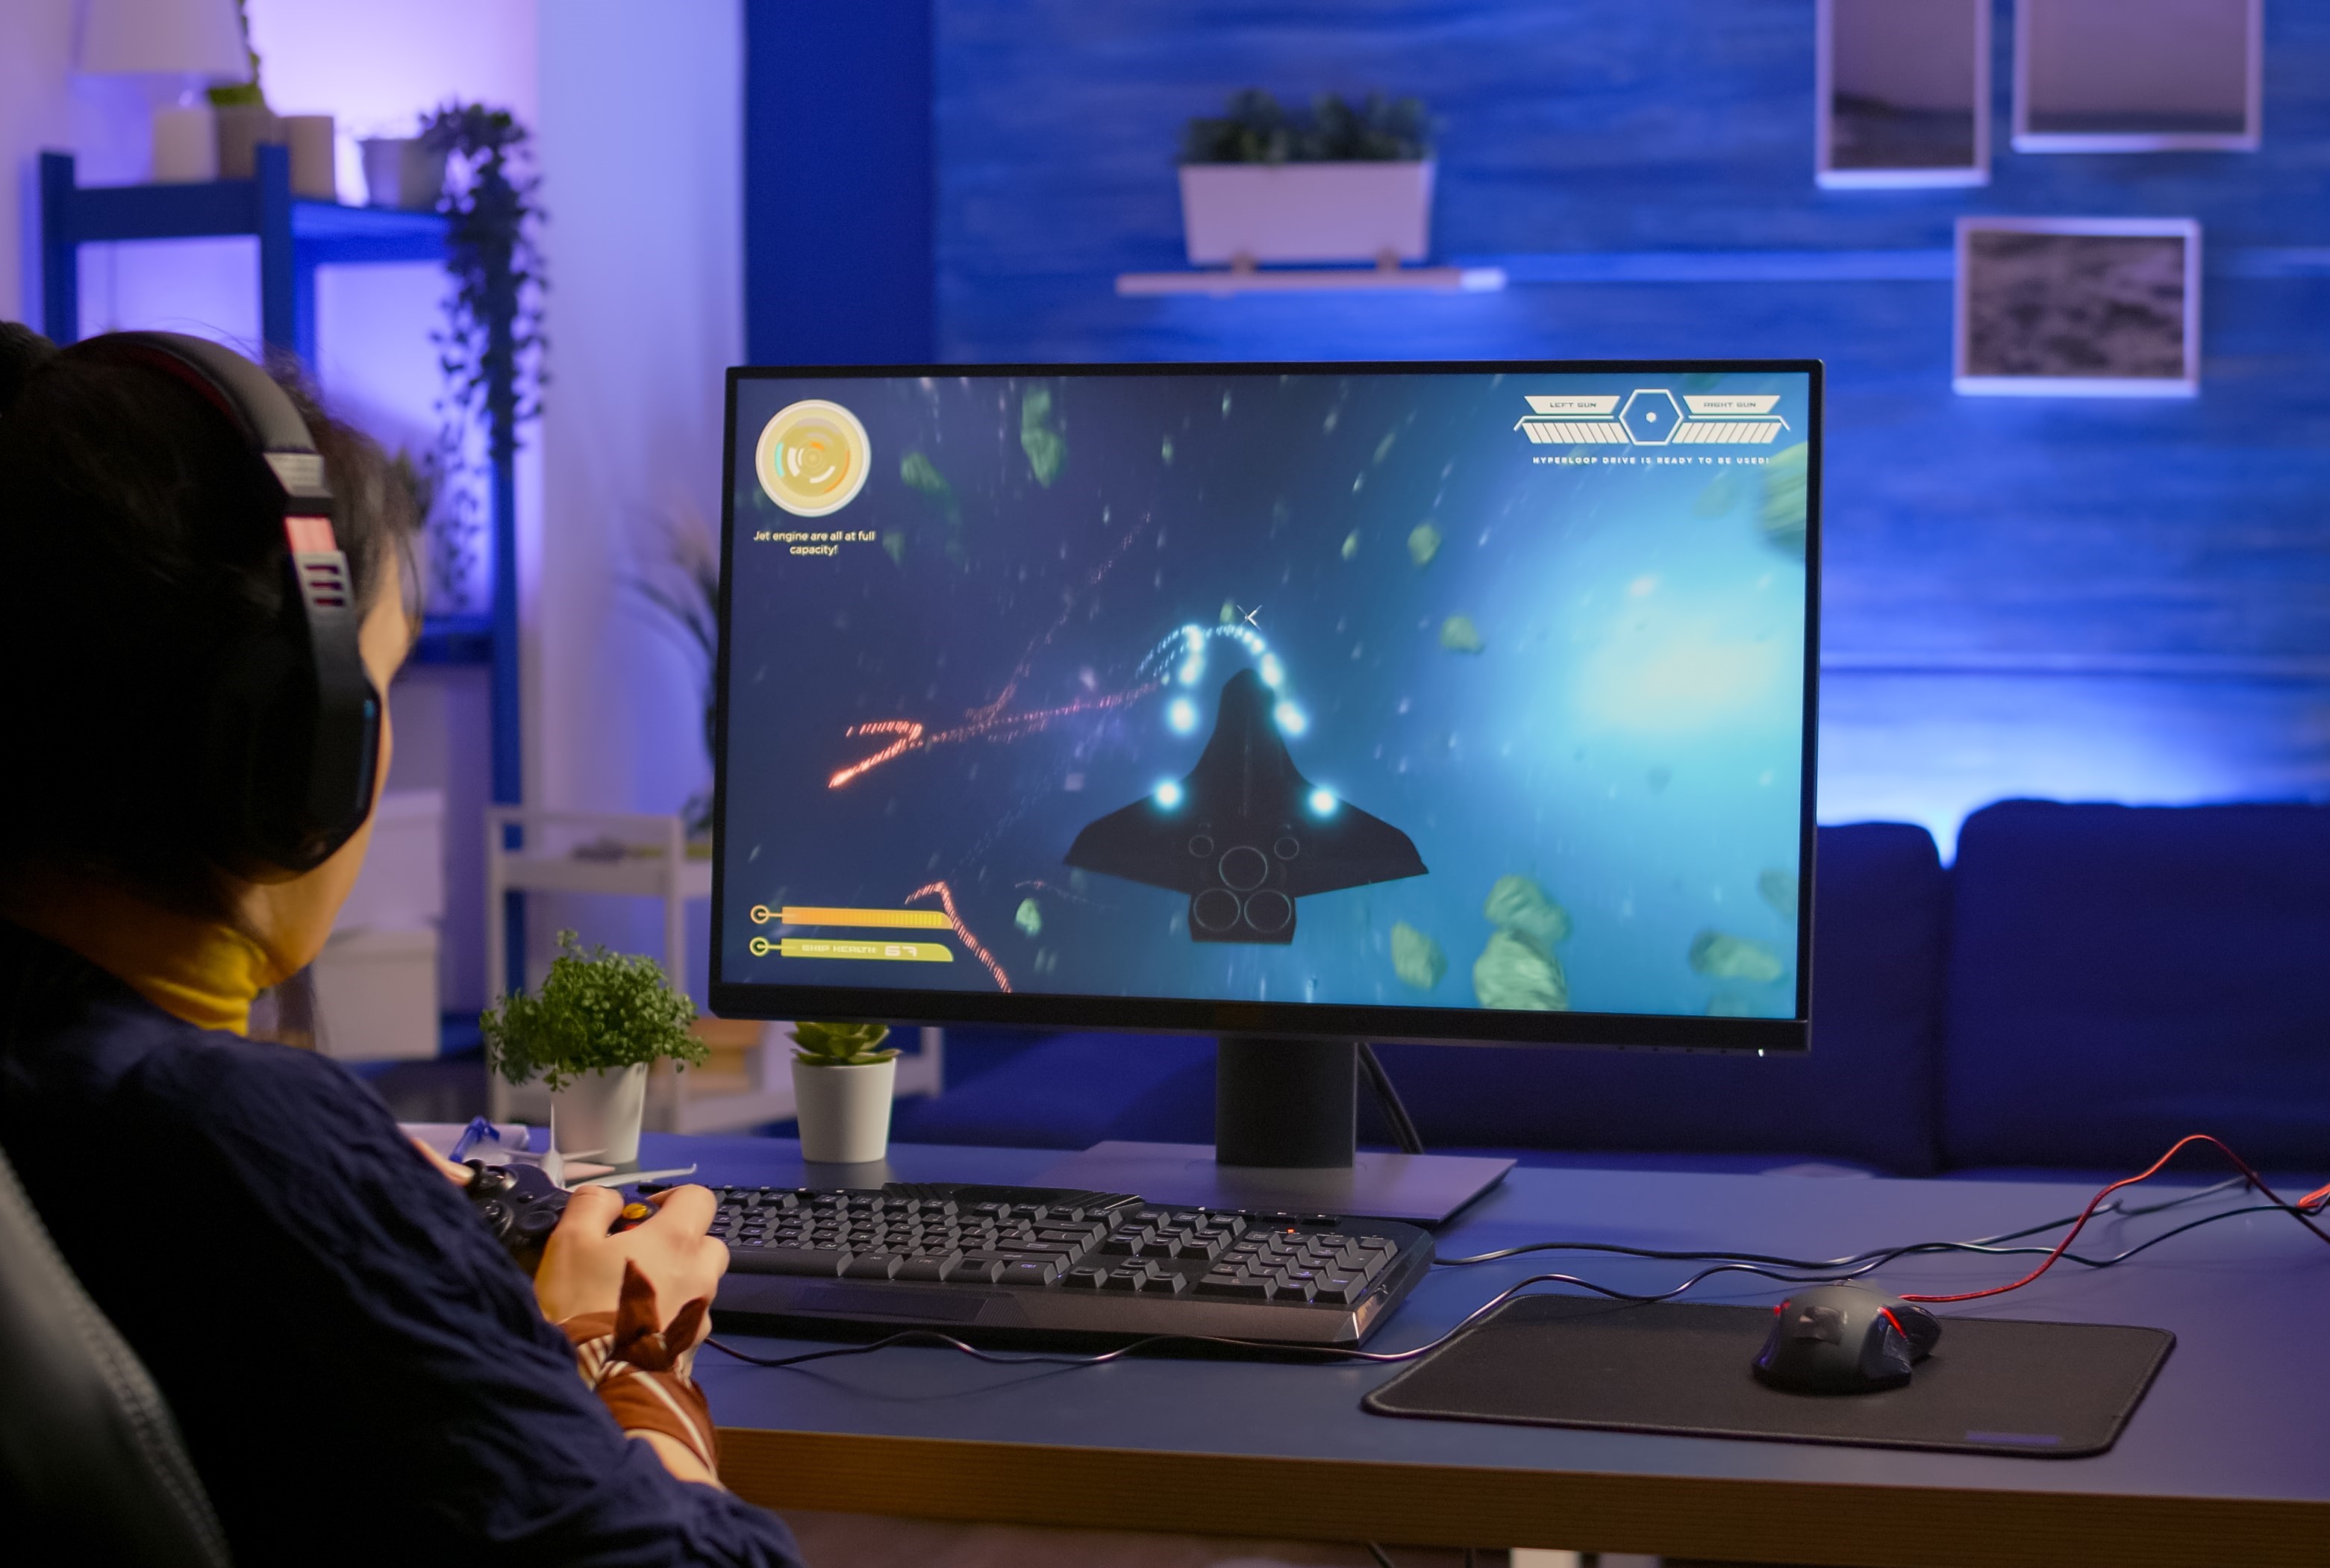 LEFT GUN
RIGHT GUN
HYPERLOOP DRIVE IS READY TO BE USED!
Jet engine are all at full
capacity!
SHIP HEALTH 67